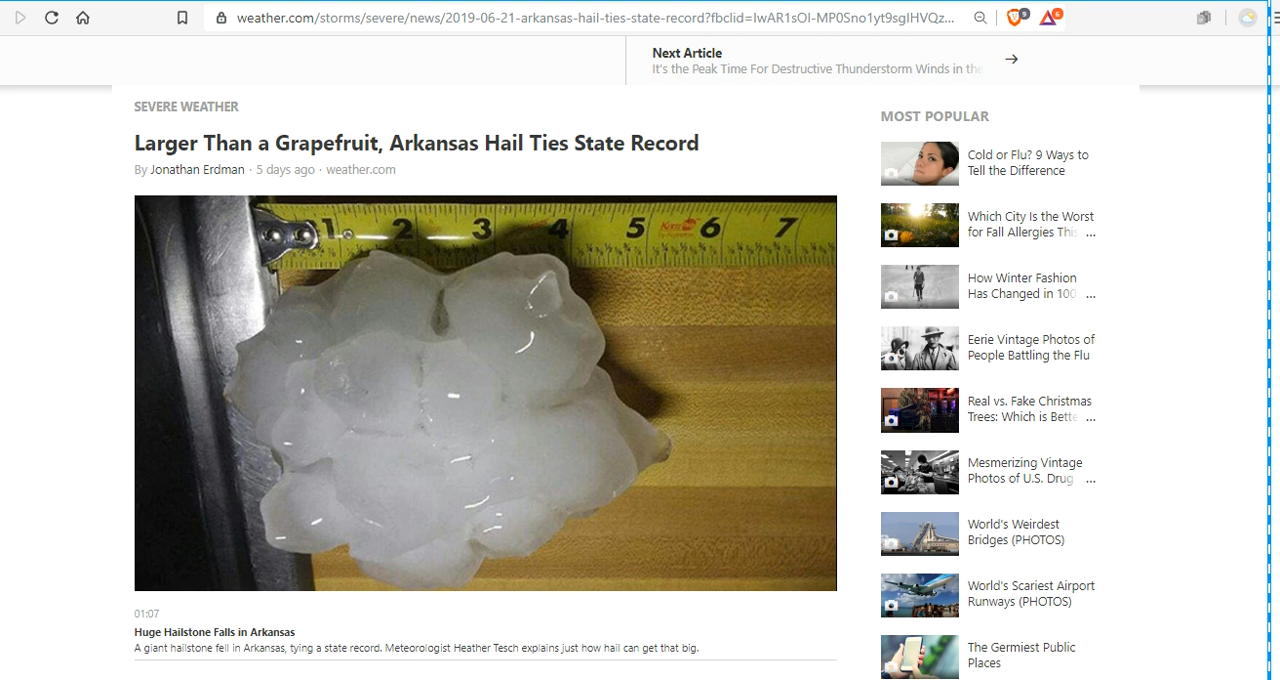 weather.com/storms/severe/news/2019-06-21-arkansas-hail-ties-state-record?fbclid=IwAR1sOI-MP0Sno1yt9sgIHVQz...
9
6
Next Article
It's the Peak Time For Destructive Thunderstorm Winds in the
SEVERE WEATHER
Larger Than a Grapefruit, Arkansas Hail Ties State Record
By Jonathan Erdman · 5 days ago · weather.com
1 2 3 4 5 6 7
01:07
Huge Hailstone Falls in Arkansas
A giant hailstone fell in Arkansas, tying a state record. Meteorologist Heather Tesch explains just how hail can get that big.
MOST POPULAR
Cold or Flu? 9 Ways to
Tell the Difference
Which City Is the Worst
for Fall Allergies This ...
How Winter Fashion
Has Changed in 100 ...
Eerie Vintage Photos of
People Battling the Flu
Real vs. Fake Christmas
Trees: Which is Bette ...
Mesmerizing Vintage
Photos of U.S. Drug ...
World's Weirdest
Bridges (PHOTOS)
World's Scariest Airport
Runways (PHOTOS)
The Germiest Public
Places